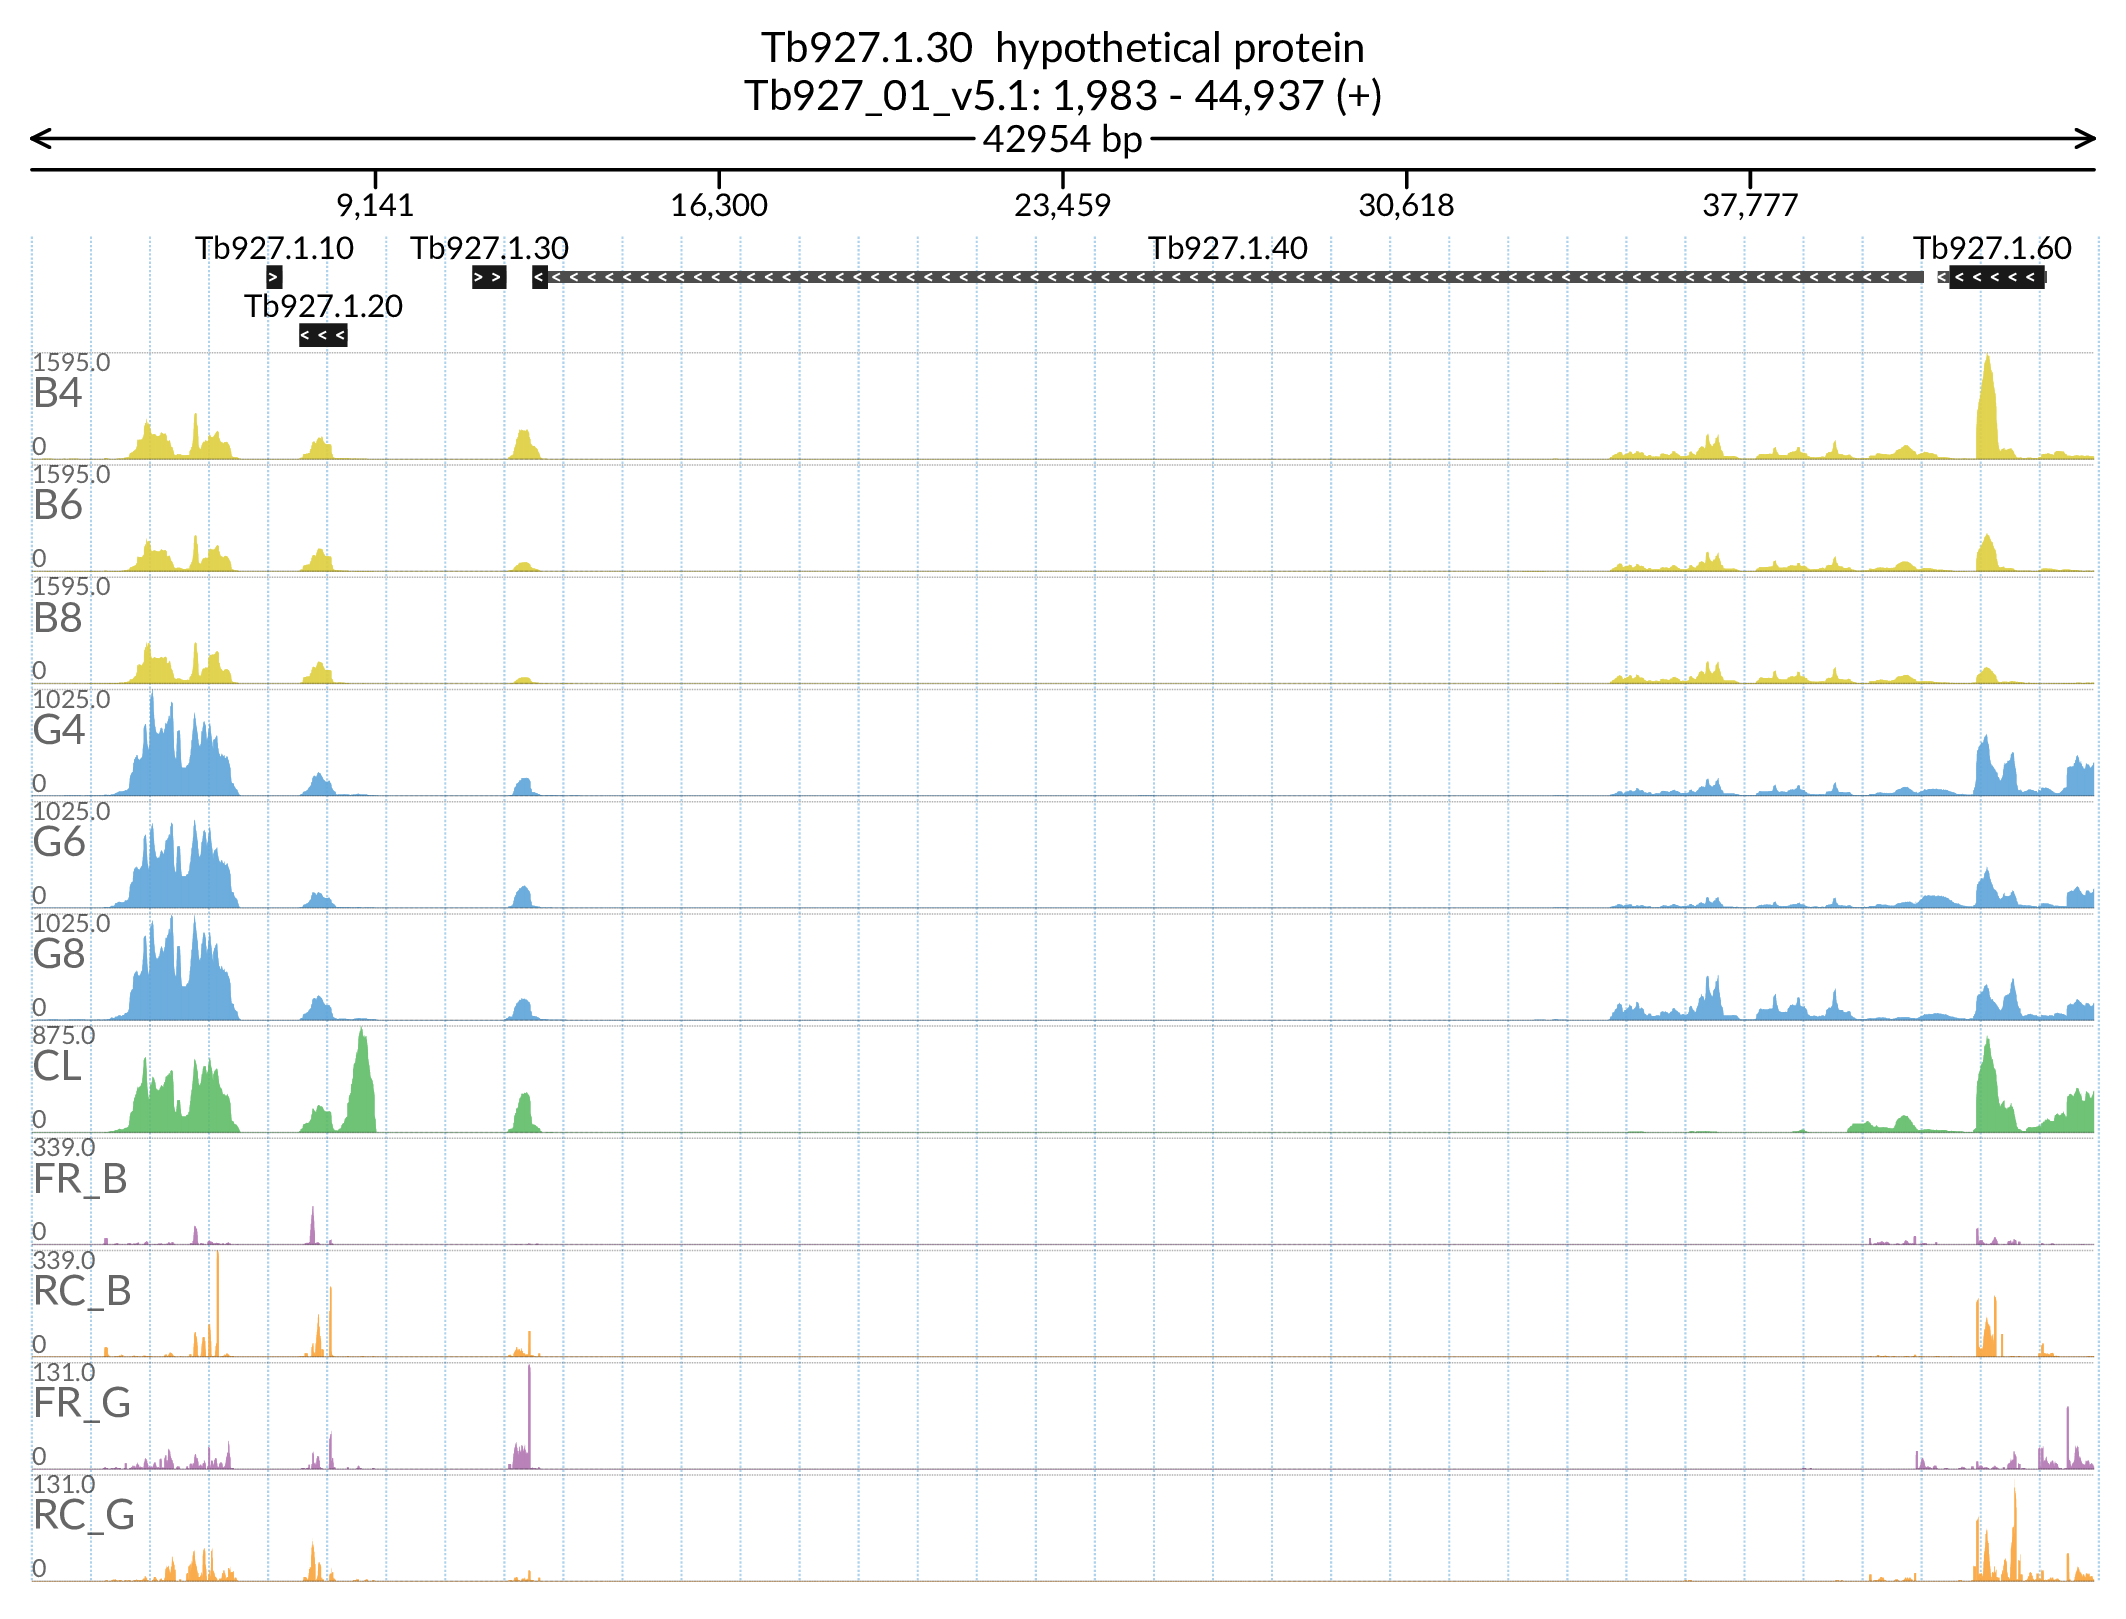 Tb927.1.30  hypothetical protein
Tb927_01_v5.1: 1,983 - 44,937 (+)
42954 bp
9,141 16,300 23,459 30,618 37,777
Tb927.1.10 Tb927.1.30 Tb927.1.40 Tb927.1.60
Tb927.1.20
1595.0
B4
0
1595.0
B6
0
1595.0
B8
0
1025.0
G4
0
1025.0
G6
0
1025.0
G8
0
875.0
CL
0
339.0
FR_B
0
339.0
RC_B
0
131.0
FR_G
0
131.0
RC_G
0